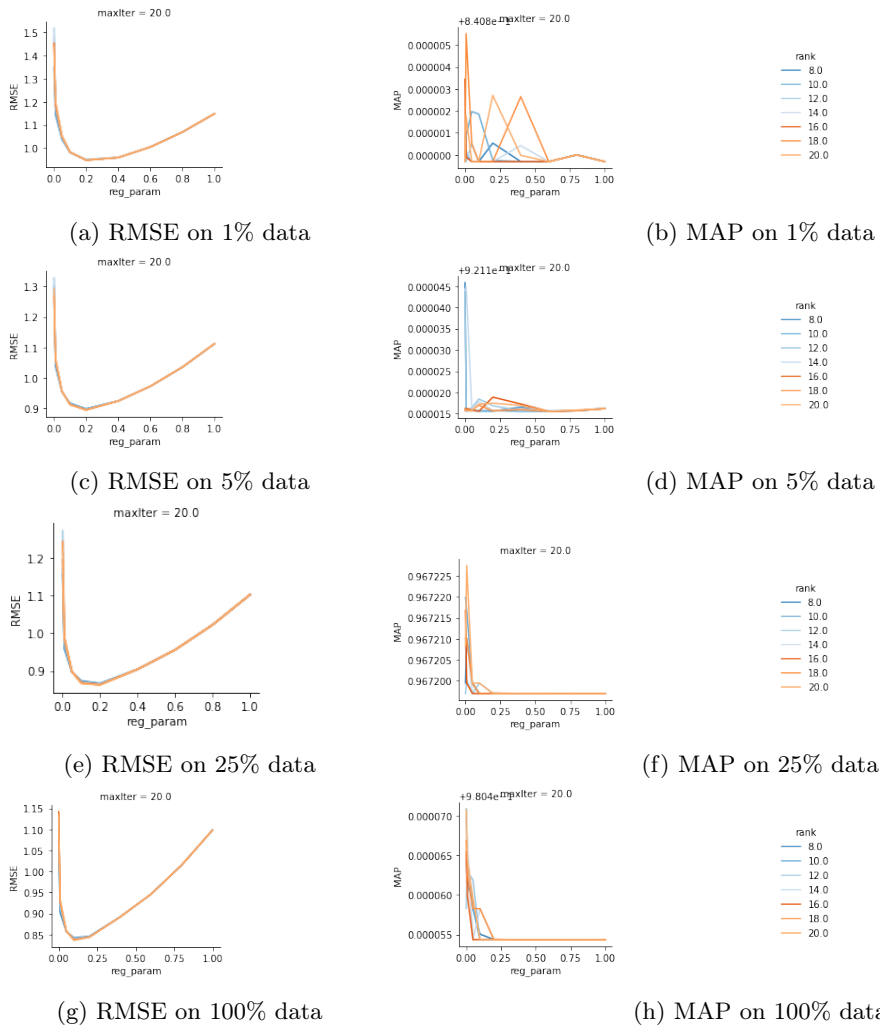 maxIter = 20.0
1.5
1.4
1.3
1.2
1.1
1.0
RMSE
0.0 0.2 0.4 0.6 0.8 1.0
reg_param
(a) RMSE on 1% data
maxIter = 20.0
0.000005
0.000004
0.000003
0.000002
0.000001
0.000000
MAP
0.00 0.25 0.50 0.75 1.00
reg_param
rank
8.0
10.0
12.0
14.0
16.0
18.0
20.0
(b) MAP on 1% data
maxIter = 20.0
1.3
1.2
1.1
1.0
0.9
RMSE
0.0 0.2 0.4 0.6 0.8 1.0
reg_param
(c) RMSE on 5% data
maxIter = 20.0
0.000045
0.000040
0.000035
0.000030
0.000025
0.000020
0.000015
MAP
0.00 0.25 0.50 0.75 1.00
reg_param
rank
8.0
10.0
12.0
14.0
16.0
18.0
20.0
(d) MAP on 5% data
maxIter = 20.0
1.2
1.1
1.0
0.9
RMSE
0.0 0.2 0.4 0.6 0.8 1.0
reg_param
(e) RMSE on 25% data
maxIter = 20.0
0.967225
0.967220
0.967215
0.967210
0.967205
0.967200
MAP
0.00 0.25 0.50 0.75 1.00
reg_param
rank
8.0
10.0
12.0
14.0
16.0
18.0
20.0
(f) MAP on 25% data
maxIter = 20.0
1.15
1.10
1.05
1.00
0.95
0.90
0.85
RMSE
0.00 0.25 0.50 0.75 1.00
reg_param
(g) RMSE on 100% data
maxIter = 20.0
0.000070
0.000065
0.000060
0.000055
MAP
0.00 0.25 0.50 0.75 1.00
reg_param
rank
8.0
10.0
12.0
14.0
16.0
18.0
20.0
(h) MAP on 100% data